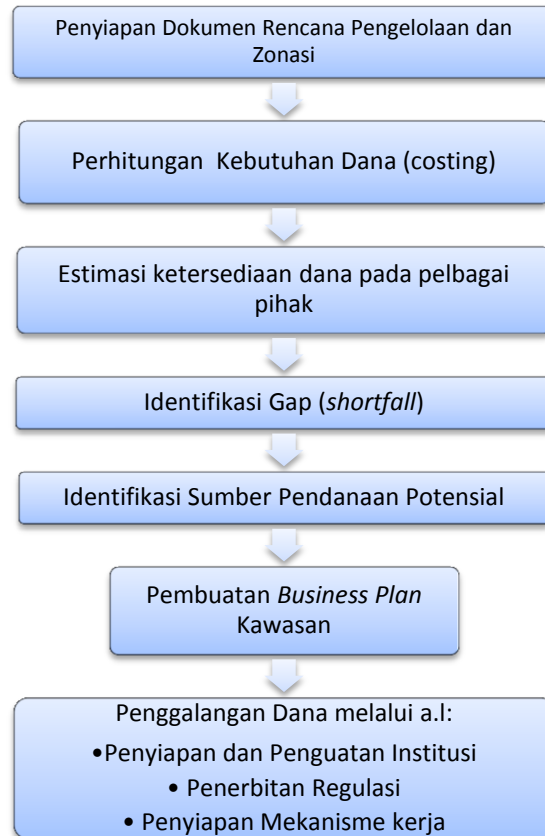 Penyiapan Dokumen Rencana Pengelolaan dan
Zonasi
Perhitungan Kebutuhan Dana (costing)
Estimasi ketersediaan dana pada pelbagai
pihak
Identifikasi Gap (shortfall)
Identifikasi Sumber Pendanaan Potensial
Pembuatan Business Plan
Kawasan
Penggalangan Dana melalui a.l:
•Penyiapan dan Penguatan Institusi
• Penerbitan Regulasi
• Penyiapan Mekanisme kerja